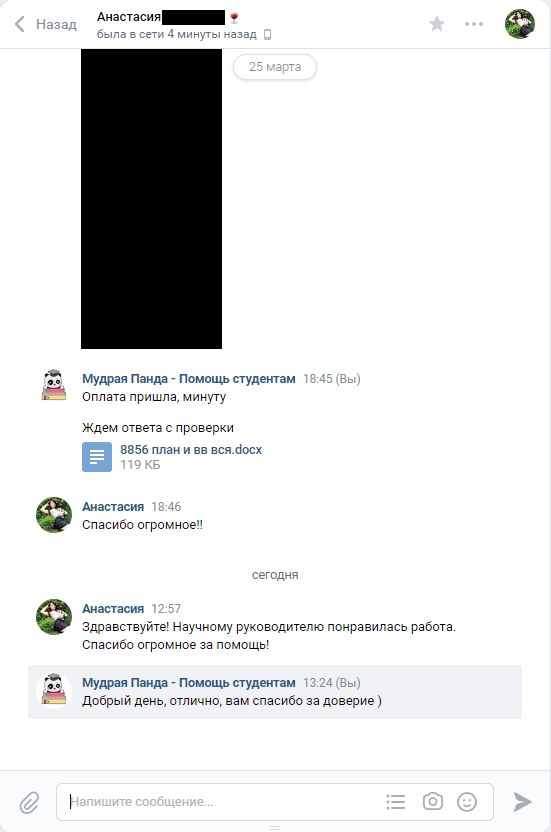 Назад
Анастасия
была в сети 4 минуты назад
25 марта
Мудрая Панда - Помощь студентам 18:45 (Вы)
Оплата пришла, минуту
Ждем ответа с проверки
8856 план и вв вся.docx
119 КБ
Анастасия 18:46
Спасибо огромное!!
сегодня
Анастасия 12:57
Здравствуйте! Научному руководителю понравилась работа.
Спасибо огромное за помощь!
Мудрая Панда - Помощь студентам 13:24 (Вы)
Добрый день, отлично, вам спасибо за доверие )
Напишите сообщение...